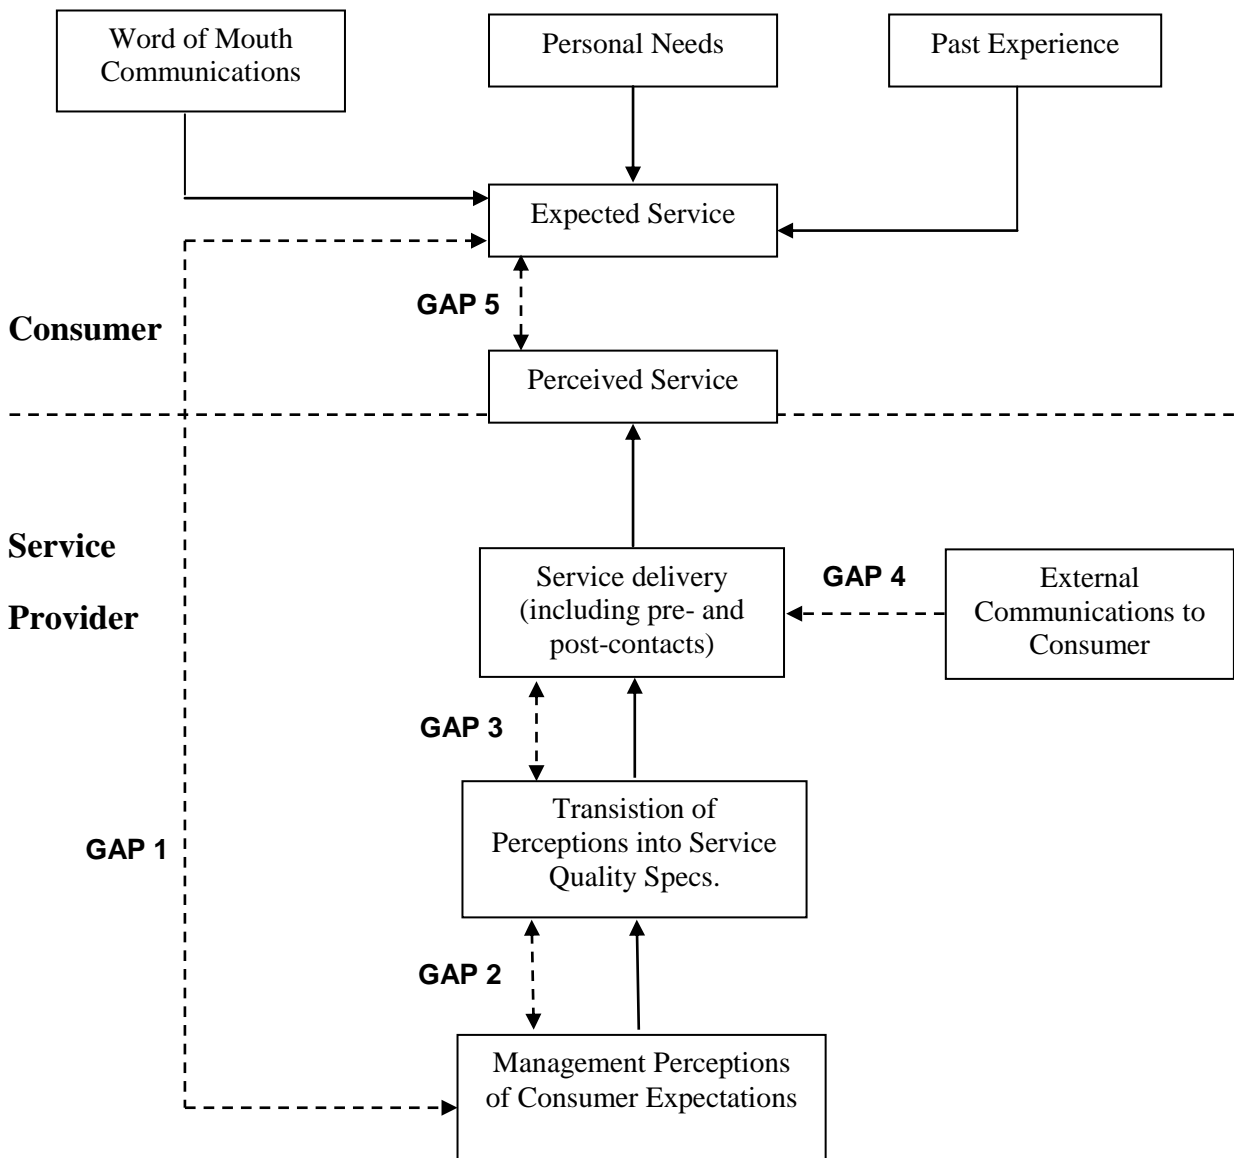 Word of Mouth
Communications
Personal Needs
Past Experience
Expected Service
GAP 5
Consumer
Perceived Service
Service
Provider
Service delivery
(including pre- and
post-contacts)
GAP 4
External
Communications to
Consumer
GAP 3
Transistion of
Perceptions into Service
Quality Specs.
GAP 1
GAP 2
Management Perceptions
of Consumer Expectations